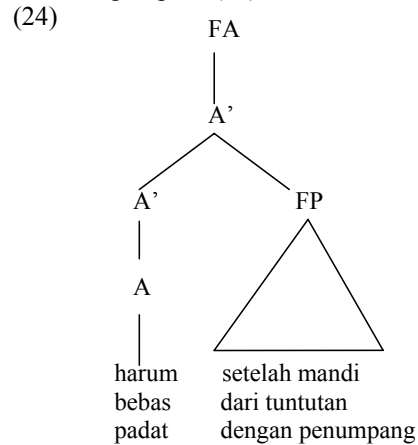 (24)
FA
A’
A’ FP
A
harum setelah mandi
bebas dari tuntutan
padat dengan penumpang